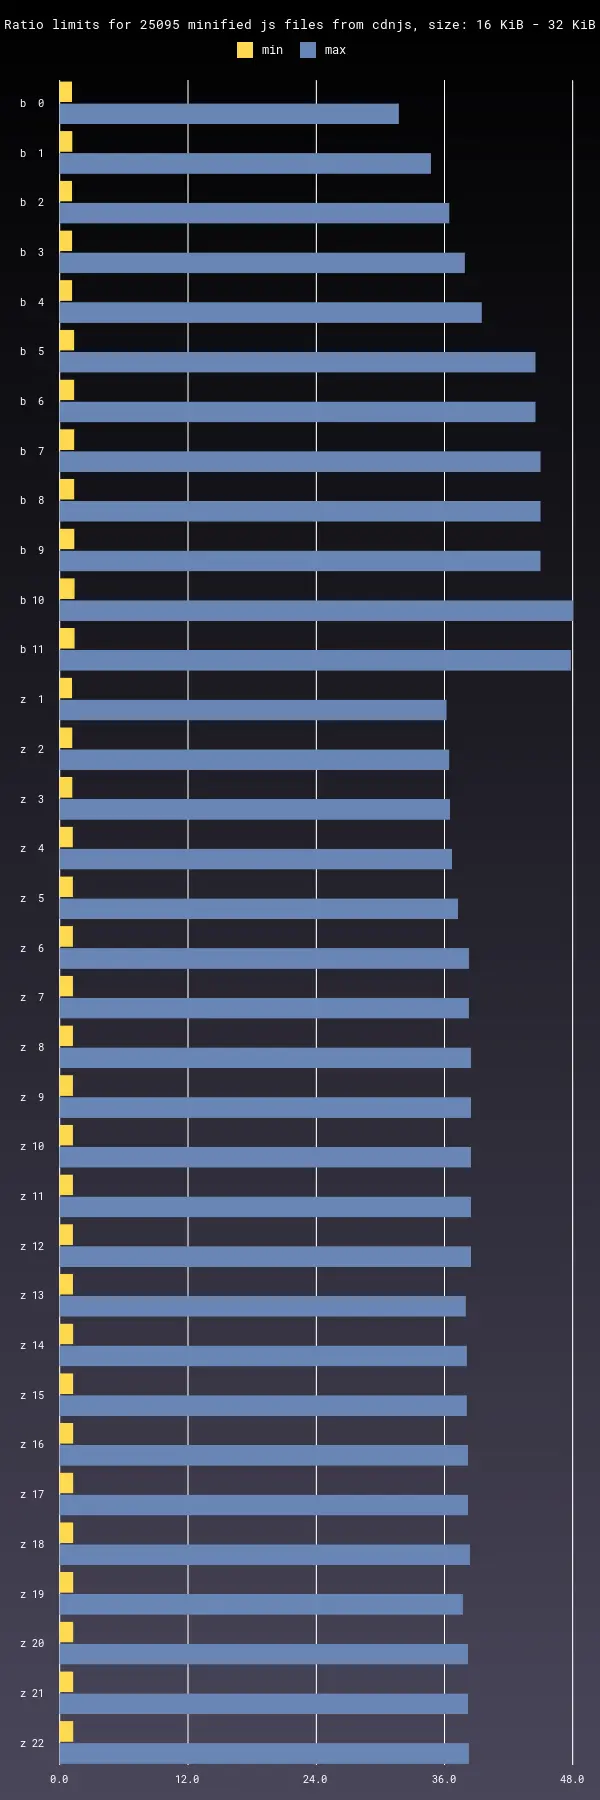 Ratio limits for 25095 minified js files from cdnjs, size: 16 KiB - 32 KiB
min max
b 0
b 1
b 2
b 3
b 4
b 5
b 6
b 7
b 8
b 9
b 10
b 11
z 1
z 2
z 3
z 4
z 5
z 6
z 7
z 8
z 9
z 10
z 11
z 12
z 13
z 14
z 15
z 16
z 17
z 18
z 19
z 20
z 21
z 22
0.0 12.0 24.0 36.0 48.0